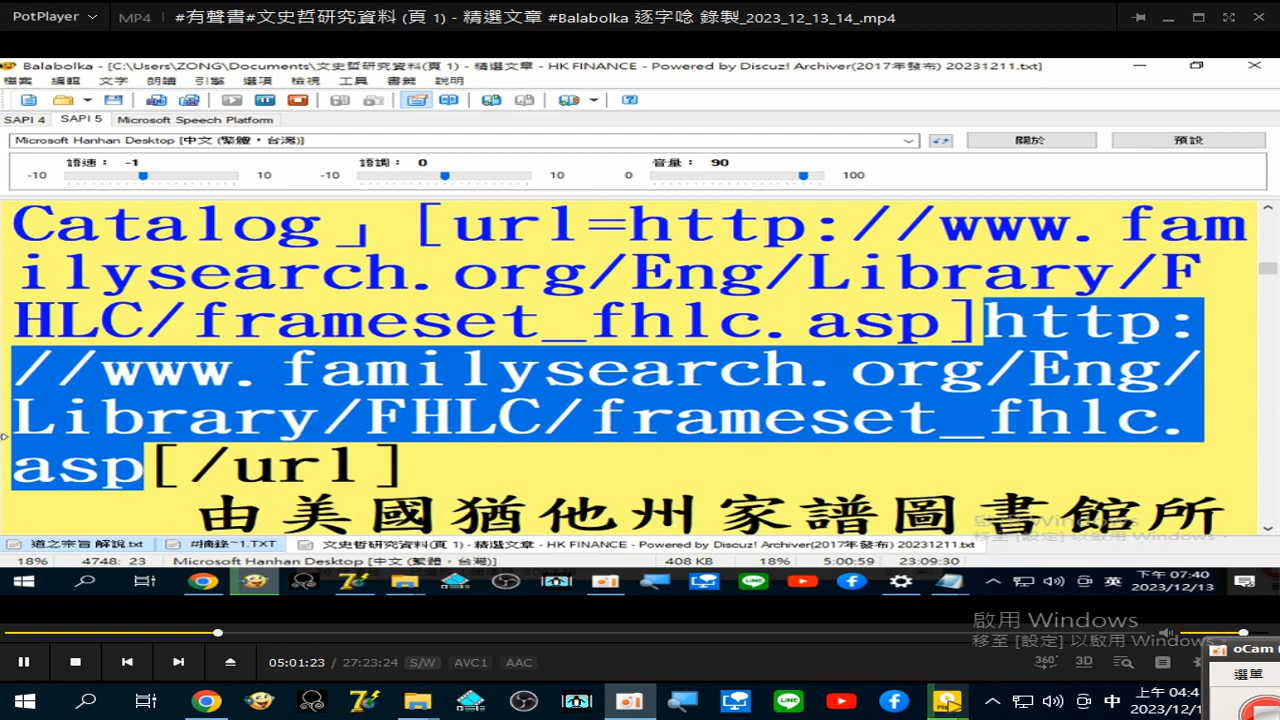 PotPlayer
MP4
#有聲書#文史哲研究資料 (頁 1) - 精選文章 #Balabolka 逐字唸 錄製_2023_12_13_14_.mp4
Balabolka - [C:\Users\ZONG\Documents\文史哲研究資料(頁 1) - 精選文章 - HK FINANCE - Powered by Discuz! Archiver(2017年發布) 20231211.txt]
檔案 編輯 文字 朗讀 引擎 選項 檢視 工具 書籤 說明
SAPI 4 SAPI 5 Microsoft Speech Platform
Microsoft Hanhan Desktop [中文 (繁體，台灣)]
關於
預設
語速： -1 語調： 0 音量： 90
-10 10 -10 10 0 100
Catalog」[url=http://www.fam
ilysearch.org/Eng/Library/F
HLC/frameset_fhlc.asp]http:
//www.familysearch.org/Eng/
Library/FHLC/frameset_fhlc.
asp[/url]
由美國猶他州家譜圖書館所
道之宗旨 解說.txt #摘錄~1.TXT 文史哲研究資料(頁 1) - 精選文章 - HK FINANCE - Powered by Discuz! Archiver(2017年發布) 20231211.txt
18% 4748: 23 Microsoft Hanhan Desktop [中文 (繁體，台灣)] 408 KB 18% 5:00:59 23:09:30
英
下午 07:40
2023/12/13
啟用 Windows
移至 [設定] 以啟用 Windows。
05:01:23 / 27:23:24 S/W AVC1 AAC
360° 3D
oCam
選單
中
上午 04:4
2023/12/1